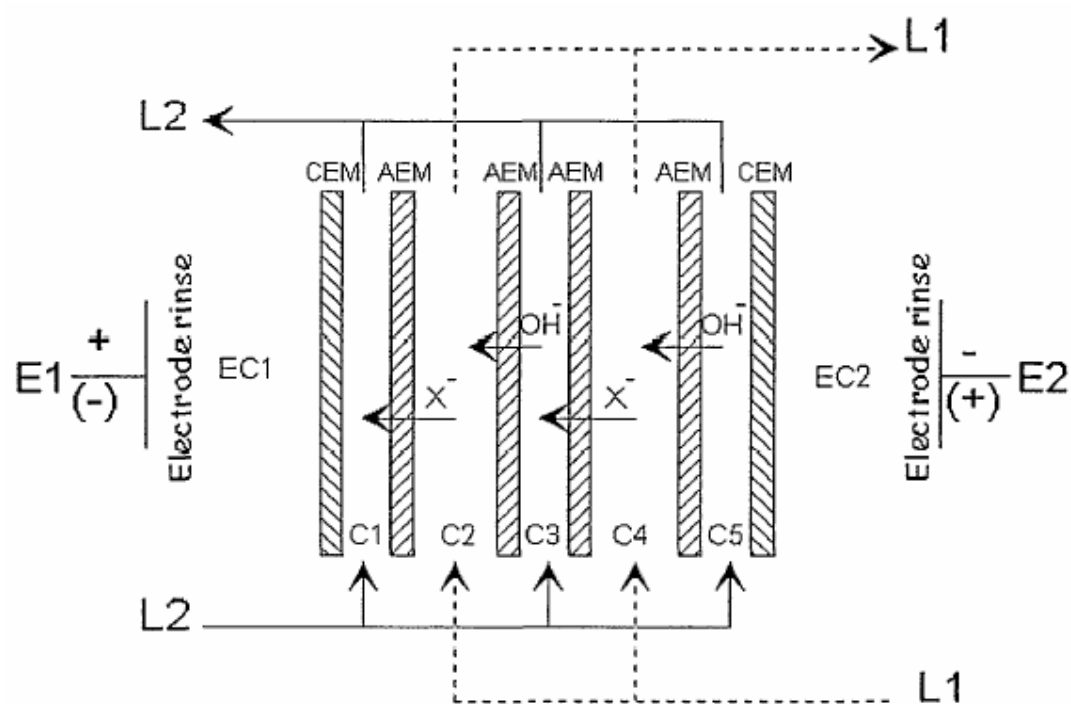 L1
L2
CEM AEM AEM AEM AEM CEM
OH⁻ OH⁻
+ -
E1 Electrode rinse EC1 EC2 Electrode rinse E2
(-) (+)
X⁻ X⁻
C1 C2 C3 C4 C5
L2
L1